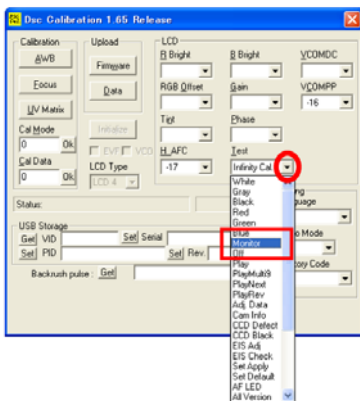 Dsc Calibration 1.65 Release
Calibration
Upload
LCD
AWB
Firmware
R Bright
B Bright
VCOMDC
Focus
Data
RGB Offset
Gain
VCOMPP
-16
UV Matrix
Tint
Phase
Cal Mode
Initialize
0
Ok
EVF
VCO
H_AFC
Test
Cal Data
LCD Type
0
Ok
LCD 4
-17
Infinity Cal
White
Gray
Black
Red
Green
Blue
Monitor
Off
Play
PlayMulti9
PlayNext
PlayRev
Adj. Data
Cam Info
CCD Defect
CCD Black
EIS Adj
EIS Check
Set Apply
Set Default
AF LED
All Version
Status:
USB Storage
Get VID
Set Serial
Set PID
Set Rev.
Backrush pulse : Get